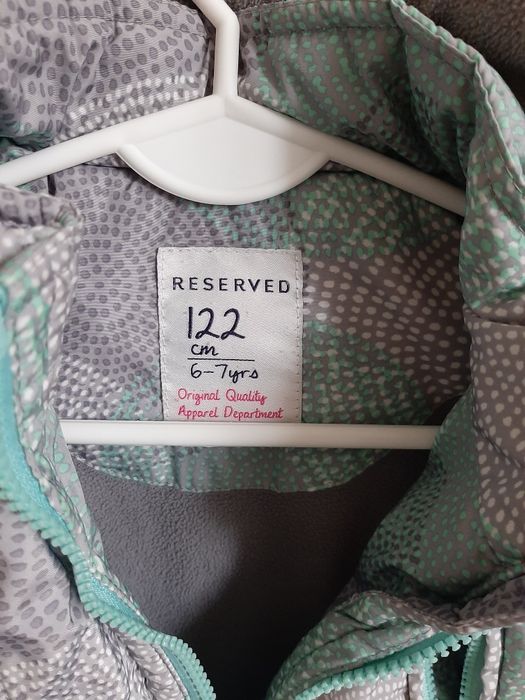 RESERVED
122
cm
6-7yrs
Original Quality
Apparel Department